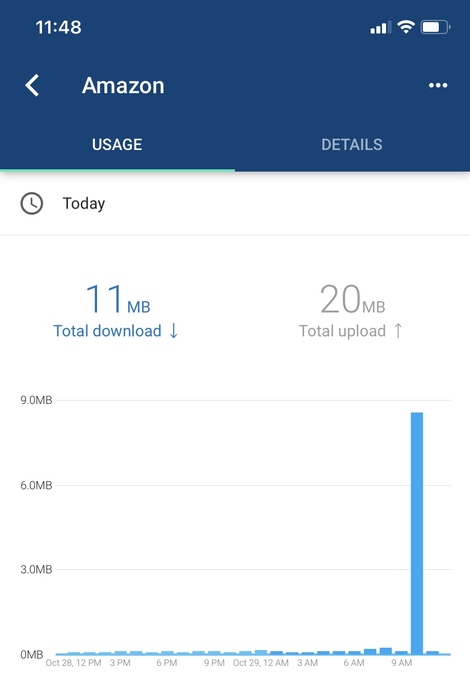 11:48
Amazon
USAGE DETAILS
Today
11MB 20MB
Total download ↓ Total upload ↑
9.0MB
6.0MB
3.0MB
0MB
Oct 28, 12 PM 3 PM 6 PM 9 PM Oct 29, 12 AM 3 AM 6 AM 9 AM